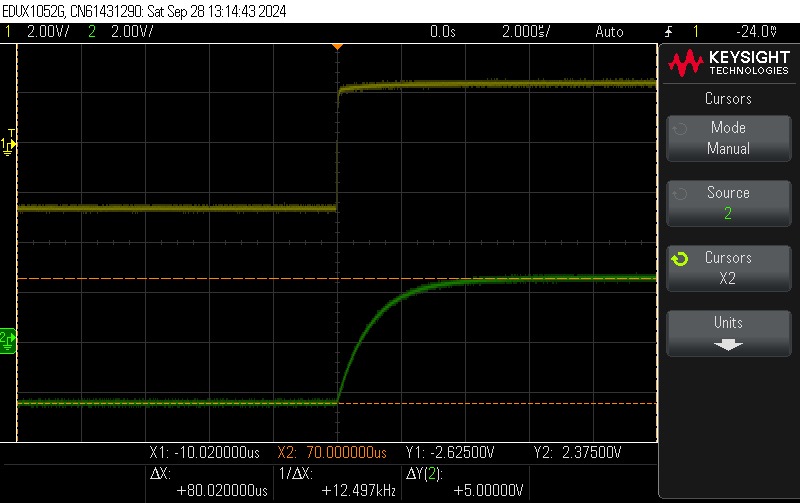 EDUX1052G, CN61431290: Sat Sep 28 13:14:43 2024
1 2.00V/ 2 2.00V/ 0.0s 2.000㎲/ Auto 1 -24.0㎷
KEYSIGHT
TECHNOLOGIES
Cursors
Mode
Manual
Source
2
Cursors
X2
Units
T
1
2
X1: -10.020000us X2: 70.000000us Y1: -2.62500V Y2: 2.37500V
ΔX: 1/ΔX: ΔY(2):
+80.020000us +12.497kHz +5.00000V